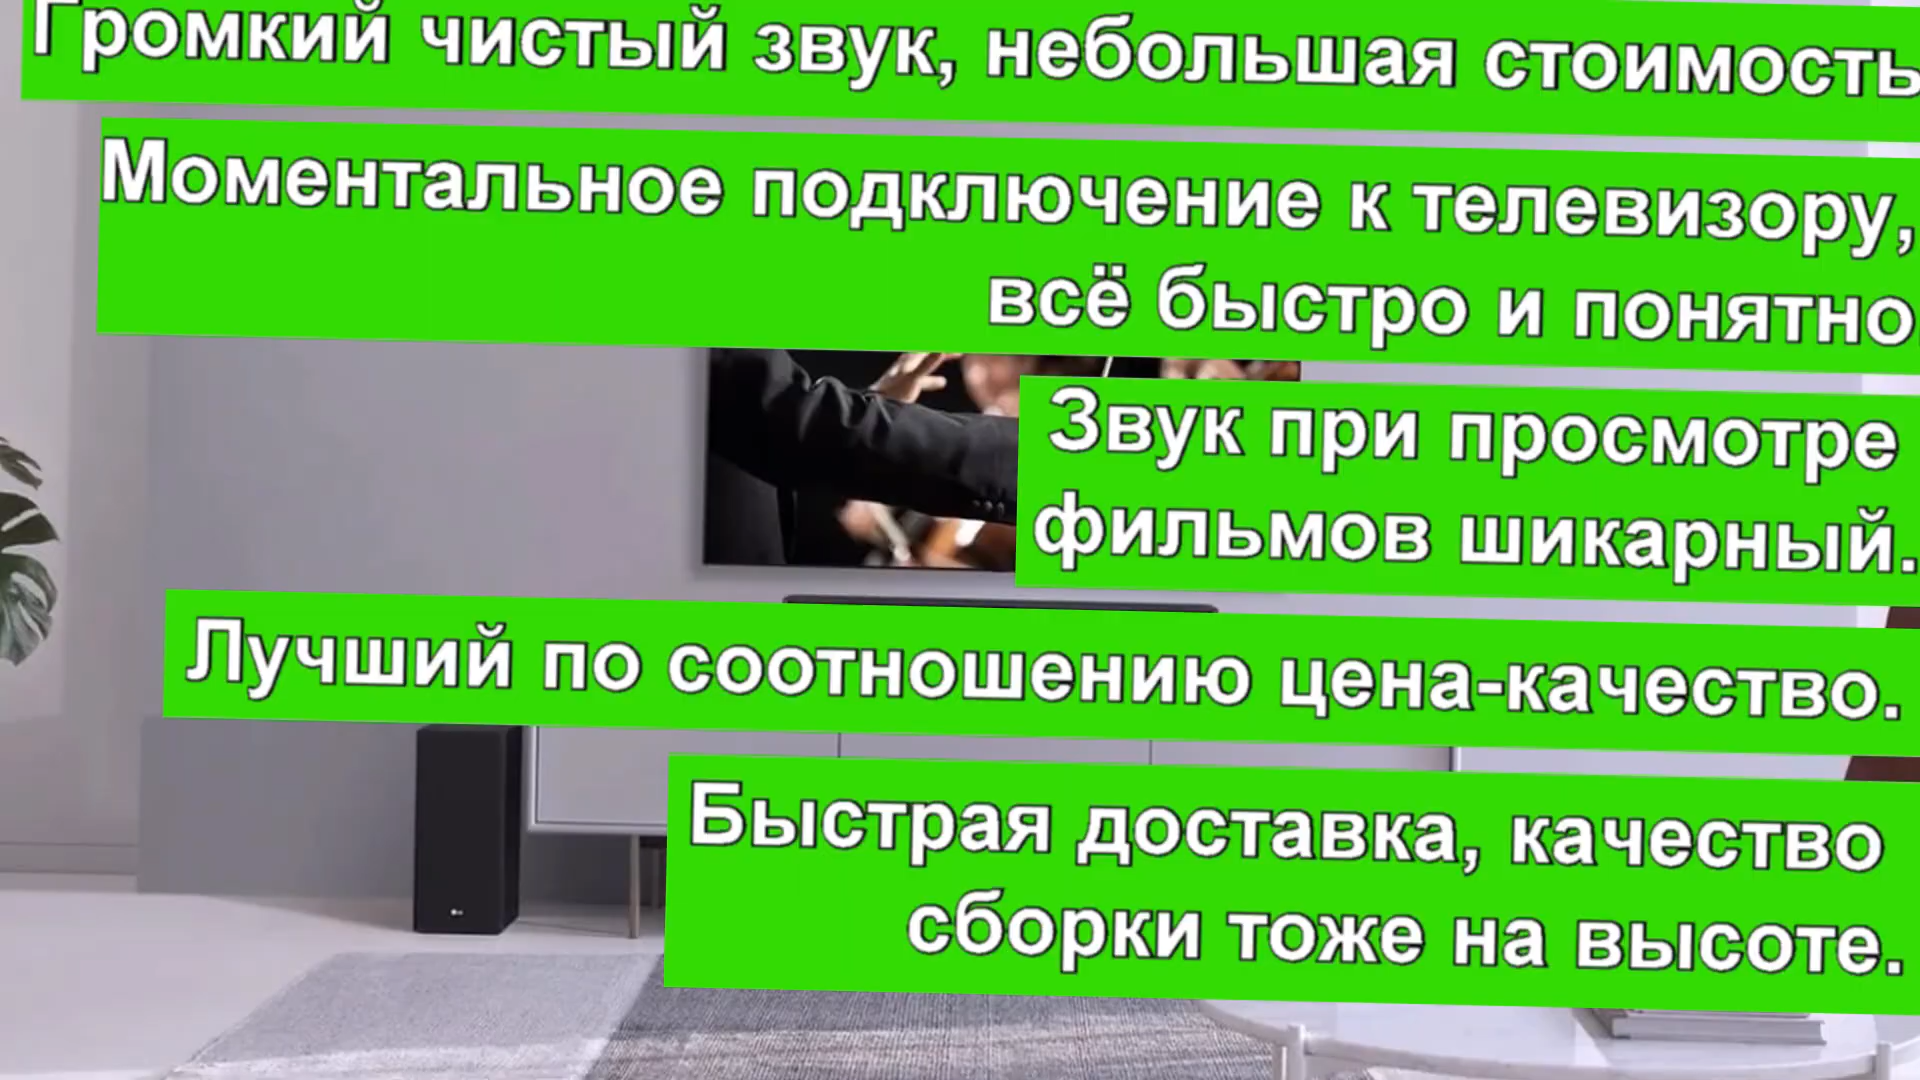 Громкий чистый звук, небольшая стоимость
Моментальное подключение к телевизору,
всё быстро и понятно
Звук при просмотре
фильмов шикарный.
Лучший по соотношению цена-качество.
Быстрая доставка, качество
сборки тоже на высоте.
LG